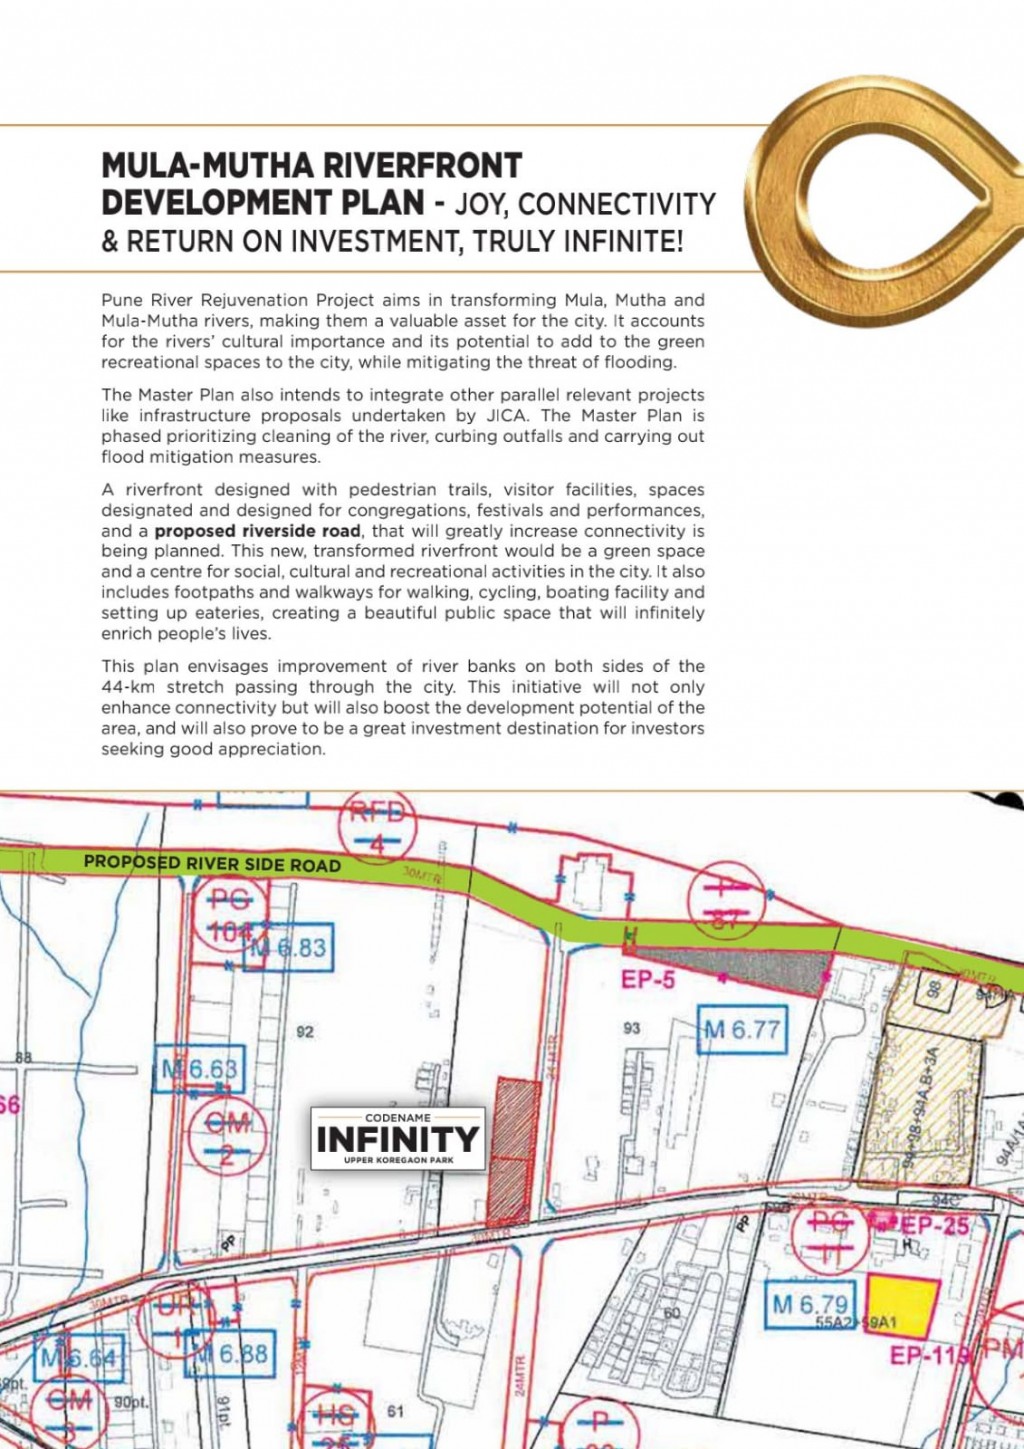 MULA-MUTHA RIVERFRONT
DEVELOPMENT PLAN - JOY, CONNECTIVITY
& RETURN ON INVESTMENT, TRULY INFINITE!
Pune River Rejuvenation Project aims in transforming Mula, Mutha and
Mula-Mutha rivers, making them a valuable asset for the city. It accounts
for the rivers' cultural importance and its potential to add to the green
recreational spaces to the city, while mitigating the threat of flooding.
The Master Plan also intends to integrate other parallel relevant projects
like infrastructure proposals undertaken by JICA. The Master Plan is
phased prioritizing cleaning of the river, curbing outfalls and carrying out
flood mitigation measures.
A riverfront designed with pedestrian trails, visitor facilities, spaces
designated and designed for congregations, festivals and performances,
and a proposed riverside road, that will greatly increase connectivity is
being planned. This new, transformed riverfront would be a green space
and a centre for social, cultural and recreational activities in the city. It also
includes footpaths and walkways for walking, cycling, boating facility and
setting up eateries, creating a beautiful public space that will infinitely
enrich people's lives.
This plan envisages improvement of river banks on both sides of the
44-km stretch passing through the city. This initiative will not only
enhance connectivity but will also boost the development potential of the
area, and will also prove to be a great investment destination for investors
seeking good appreciation.
RFD
4
PROPOSED RIVER SIDE ROAD
30MTR
PG
104
M 6.83
P
87
EP-5
98
92
93
M 6.77
88
M 6.63
24 MTR
66
OM
2
CODENAME
INFINITY
UPPER KOREGAON PARK
94A/1A
94C
PP
PP
PG
11
EP-25
H
30MTR
M 6.79
55A2+59A1
60
EP-119
PM
1
M 6.64
M 6.88
12MTR
24MTR
OM
3
90pt.
91pt.
HS
61
P